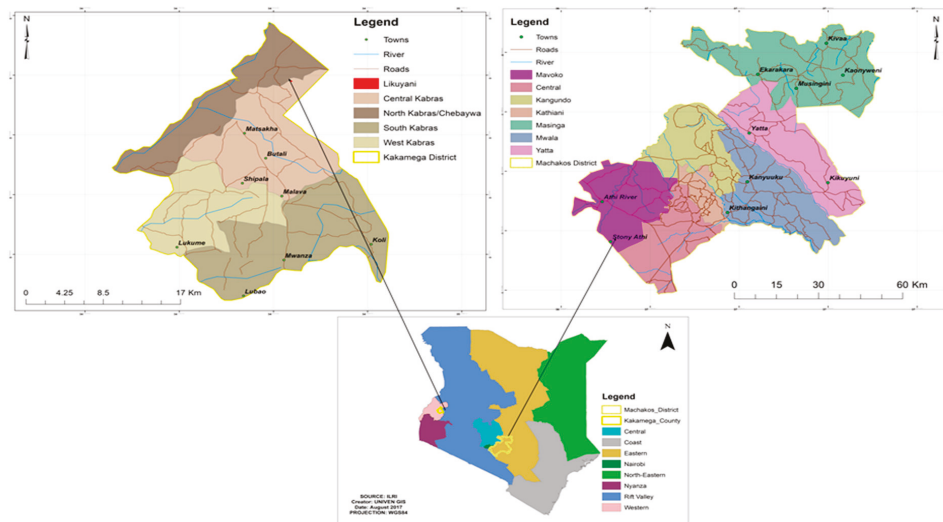 N
Legend
Towns
River
Roads
Likuyani
Central Kabras
North Kabras/Chebaywa
South Kabras
West Kabras
Kakamega District
Matsakha
Butali
Shipala
Malava
Lukume
Koli
Mwanza
Lubao
0 4.25 8.5 17 Km
Legend
Towns
Roads
River
Mavoko
Central
Kangundo
Kathiani
Masinga
Mwala
Yatta
Machakos District
N
Kivaa
Ekarakara
Kaonyweni
Musingini
Yatta
Kanyuuku
Kikuyuni
Athi River
Kithangaini
Stony Athi
0 15 30 60 Km
N
Legend
Machakos_District
Kakamega_County
Central
Coast
Eastern
Nairobi
North-Eastern
Nyanza
Rift Valley
Western
SOURCE: ILRI
Creator: UNIVEN GIS
Date: August 2017
PROJECTION: WGS84